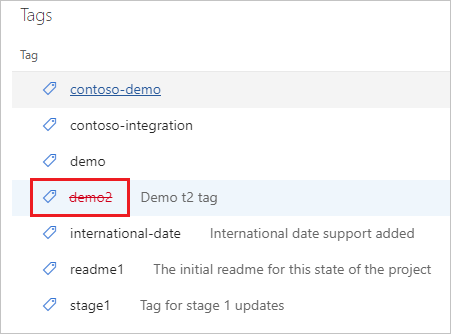 Tags
Tag
contoso-demo
contoso-integration
demo
demo2 Demo t2 tag
international-date International date support added
readme1 The initial readme for this state of the project
stage1 Tag for stage 1 updates